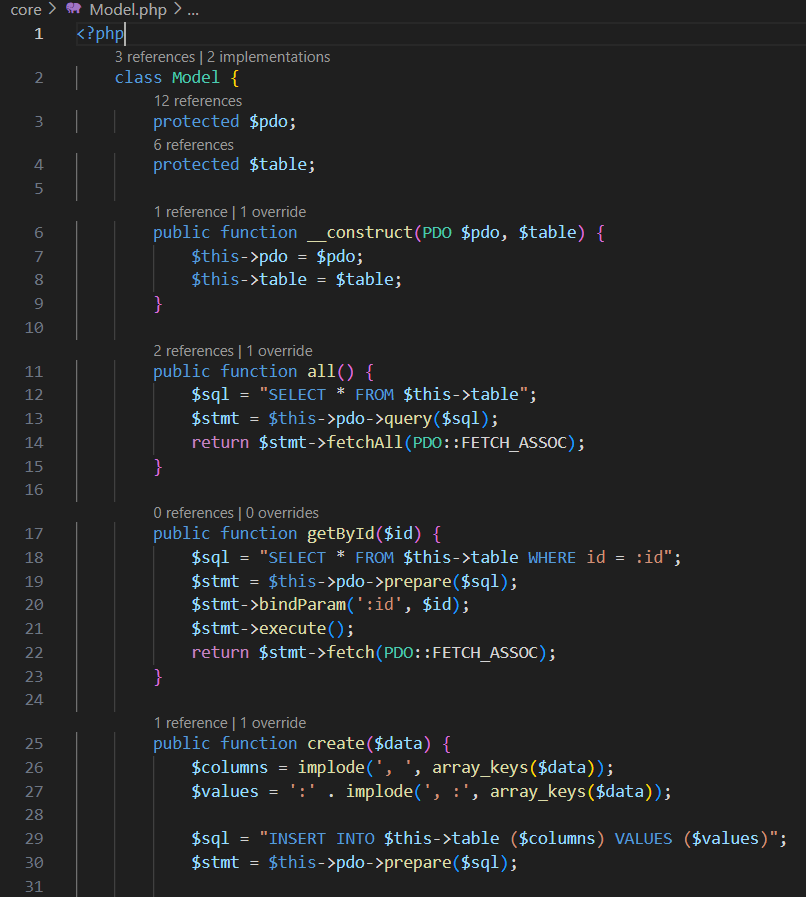 core > Model.php > ...
1 <?php
3 references | 2 implementations
2 class Model {
12 references
3 protected $pdo;
6 references
4 protected $table;
5
1 reference | 1 override
6 public function __construct(PDO $pdo, $table) {
7 $this->pdo = $pdo;
8 $this->table = $table;
9 }
10
2 references | 1 override
11 public function all() {
12 $sql = "SELECT * FROM $this->table";
13 $stmt = $this->pdo->query($sql);
14 return $stmt->fetchAll(PDO::FETCH_ASSOC);
15 }
16
0 references | 0 overrides
17 public function getById($id) {
18 $sql = "SELECT * FROM $this->table WHERE id = :id";
19 $stmt = $this->pdo->prepare($sql);
20 $stmt->bindParam(':id', $id);
21 $stmt->execute();
22 return $stmt->fetch(PDO::FETCH_ASSOC);
23 }
24
1 reference | 1 override
25 public function create($data) {
26 $columns = implode(', ', array_keys($data));
27 $values = ':' . implode(', :', array_keys($data));
28
29 $sql = "INSERT INTO $this->table ($columns) VALUES ($values)";
30 $stmt = $this->pdo->prepare($sql);
31